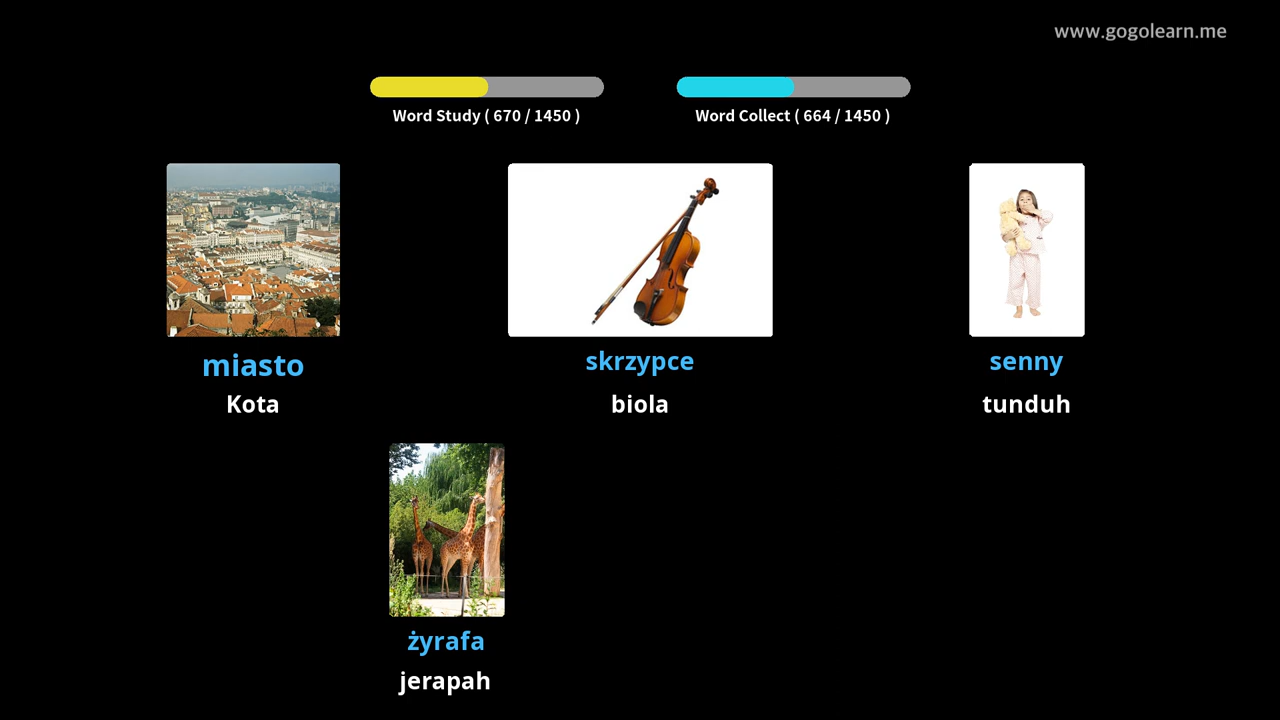 www.gogolearn.me
Word Study ( 670 / 1450 )
Word Collect ( 664 / 1450 )
miasto
Kota
skrzypce
biola
senny
tunduh
żyrafa
jerapah